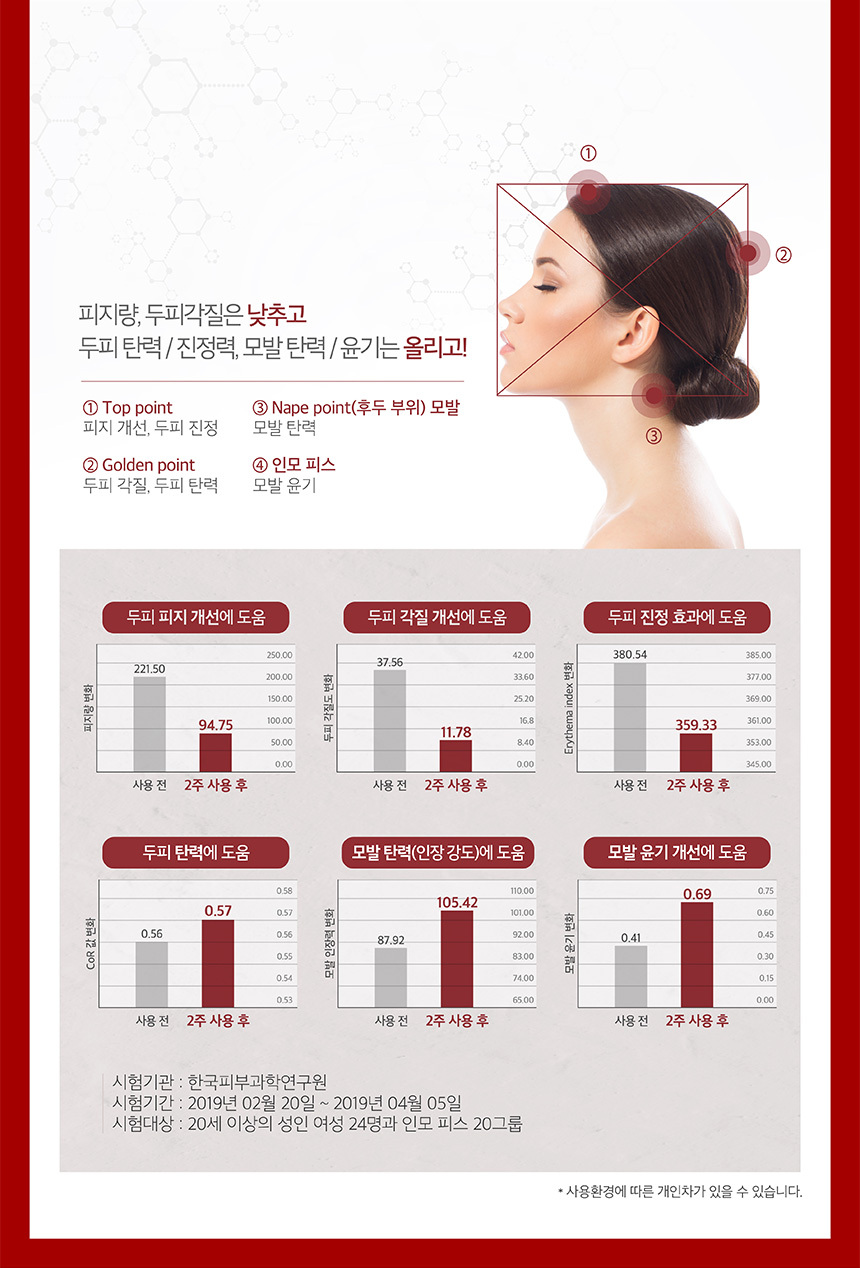 ①
②
③
피지량, 두피각질은 낮추고
두피 탄력 / 진정력, 모발 탄력 / 윤기는 올리고!
① Top point
피지 개선, 두피 진정
② Golden point
두피 각질, 두피 탄력
③ Nape point(후두 부위) 모발
모발 탄력
④ 인모 피스
모발 윤기
두피 피지 개선에 도움
피지량 변화
221.50
94.75
250.00
200.00
150.00
100.00
50.00
0.00
사용 전
2주 사용 후
두피 각질 개선에 도움
두피 각질도 변화
37.56
11.78
42.00
33.60
25.20
16.8
8.40
0.00
사용 전
2주 사용 후
두피 진정 효과에 도움
Erythema index 변화
380.54
359.33
385.00
377.00
369.00
361.00
353.00
345.00
사용 전
2주 사용 후
두피 탄력에 도움
CoR 값 변화
0.56
0.57
0.58
0.57
0.56
0.55
0.54
0.53
사용 전
2주 사용 후
모발 탄력(인장 강도)에 도움
모발 인장력 변화
87.92
105.42
110.00
101.00
92.00
83.00
74.00
65.00
사용 전
2주 사용 후
모발 윤기 개선에 도움
모발 윤기 변화
0.41
0.69
0.75
0.60
0.45
0.30
0.15
0.00
사용 전
2주 사용 후
시험기관 : 한국피부과학연구원
시험기간 : 2019년 02월 20일 ~ 2019년 04월 05일
시험대상 : 20세 이상의 성인 여성 24명과 인모 피스 20그룹
* 사용환경에 따른 개인차가 있을 수 있습니다.